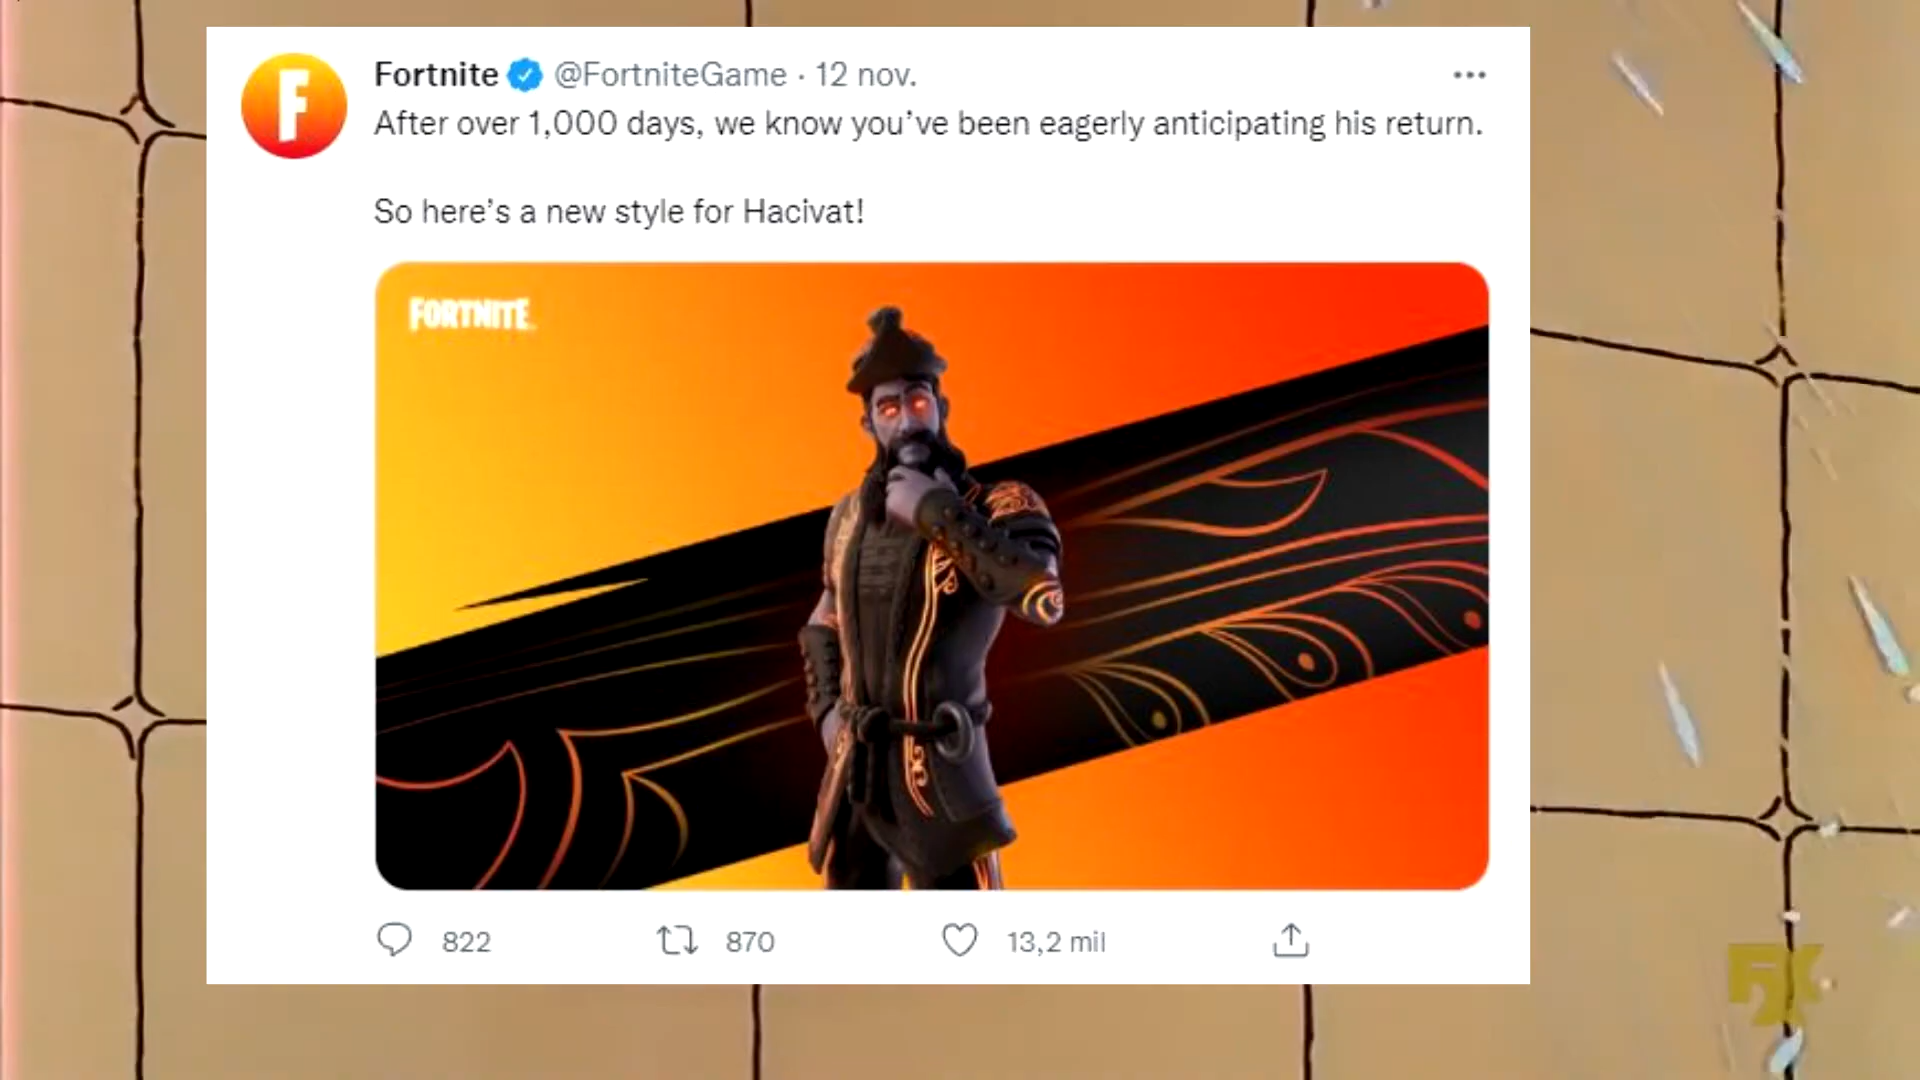 Fortnite @FortniteGame · 12 nov.
After over 1,000 days, we know you've been eagerly anticipating his return.
So here's a new style for Hacivat!
FORTNITE
822 870 13,2 mil
FX